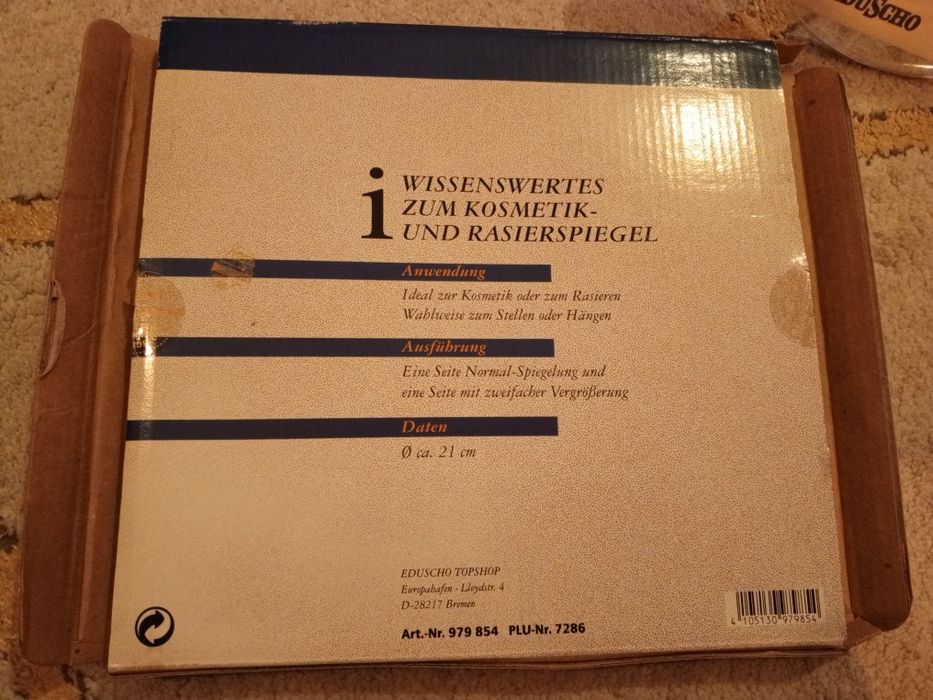 EDUSCHO
i
WISSENSWERTES
ZUM KOSMETIK-
UND RASIERSPIEGEL
Anwendung
Ideal zur Kosmetik oder zum Rasieren
Wahlweise zum Stellen oder Hängen
Ausführung
Eine Seite Normal-Spiegelung und
eine Seite mit zweifacher Vergrößerung
Daten
Ø ca. 21 cm
EDUSCHO TOPSHOP
Europahafen · Lloydstr. 4
D-28217 Bremen
Art.-Nr. 979 854 PLU-Nr. 7286
4 105130 979854